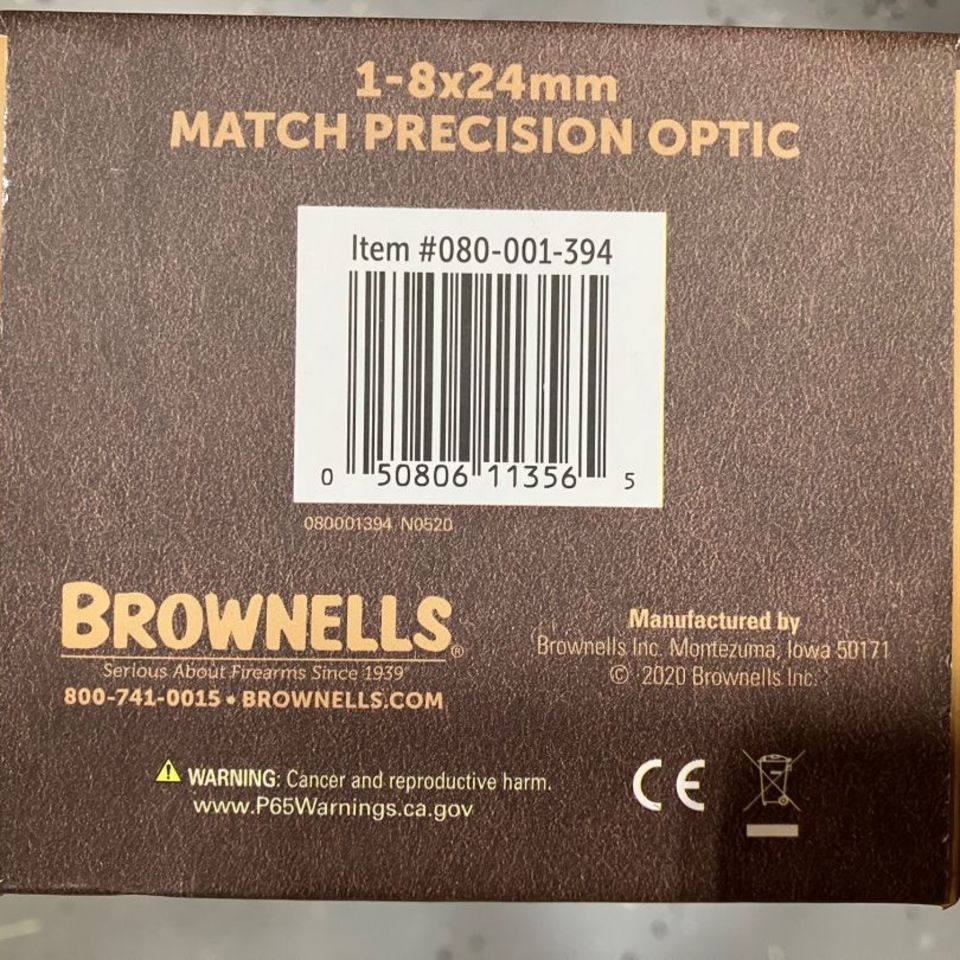 1-8x24mm
MATCH PRECISION OPTIC
Item #080-001-394
0 50806 11356 5
080001394 N0520
BROWNELLS®
Serious About Firearms Since 1939
800-741-0015 • BROWNELLS.COM
Manufactured by
Brownells Inc. Montezuma, Iowa 50171
© 2020 Brownells Inc.
WARNING: Cancer and reproductive harm.
www.P65Warnings.ca.gov
CE